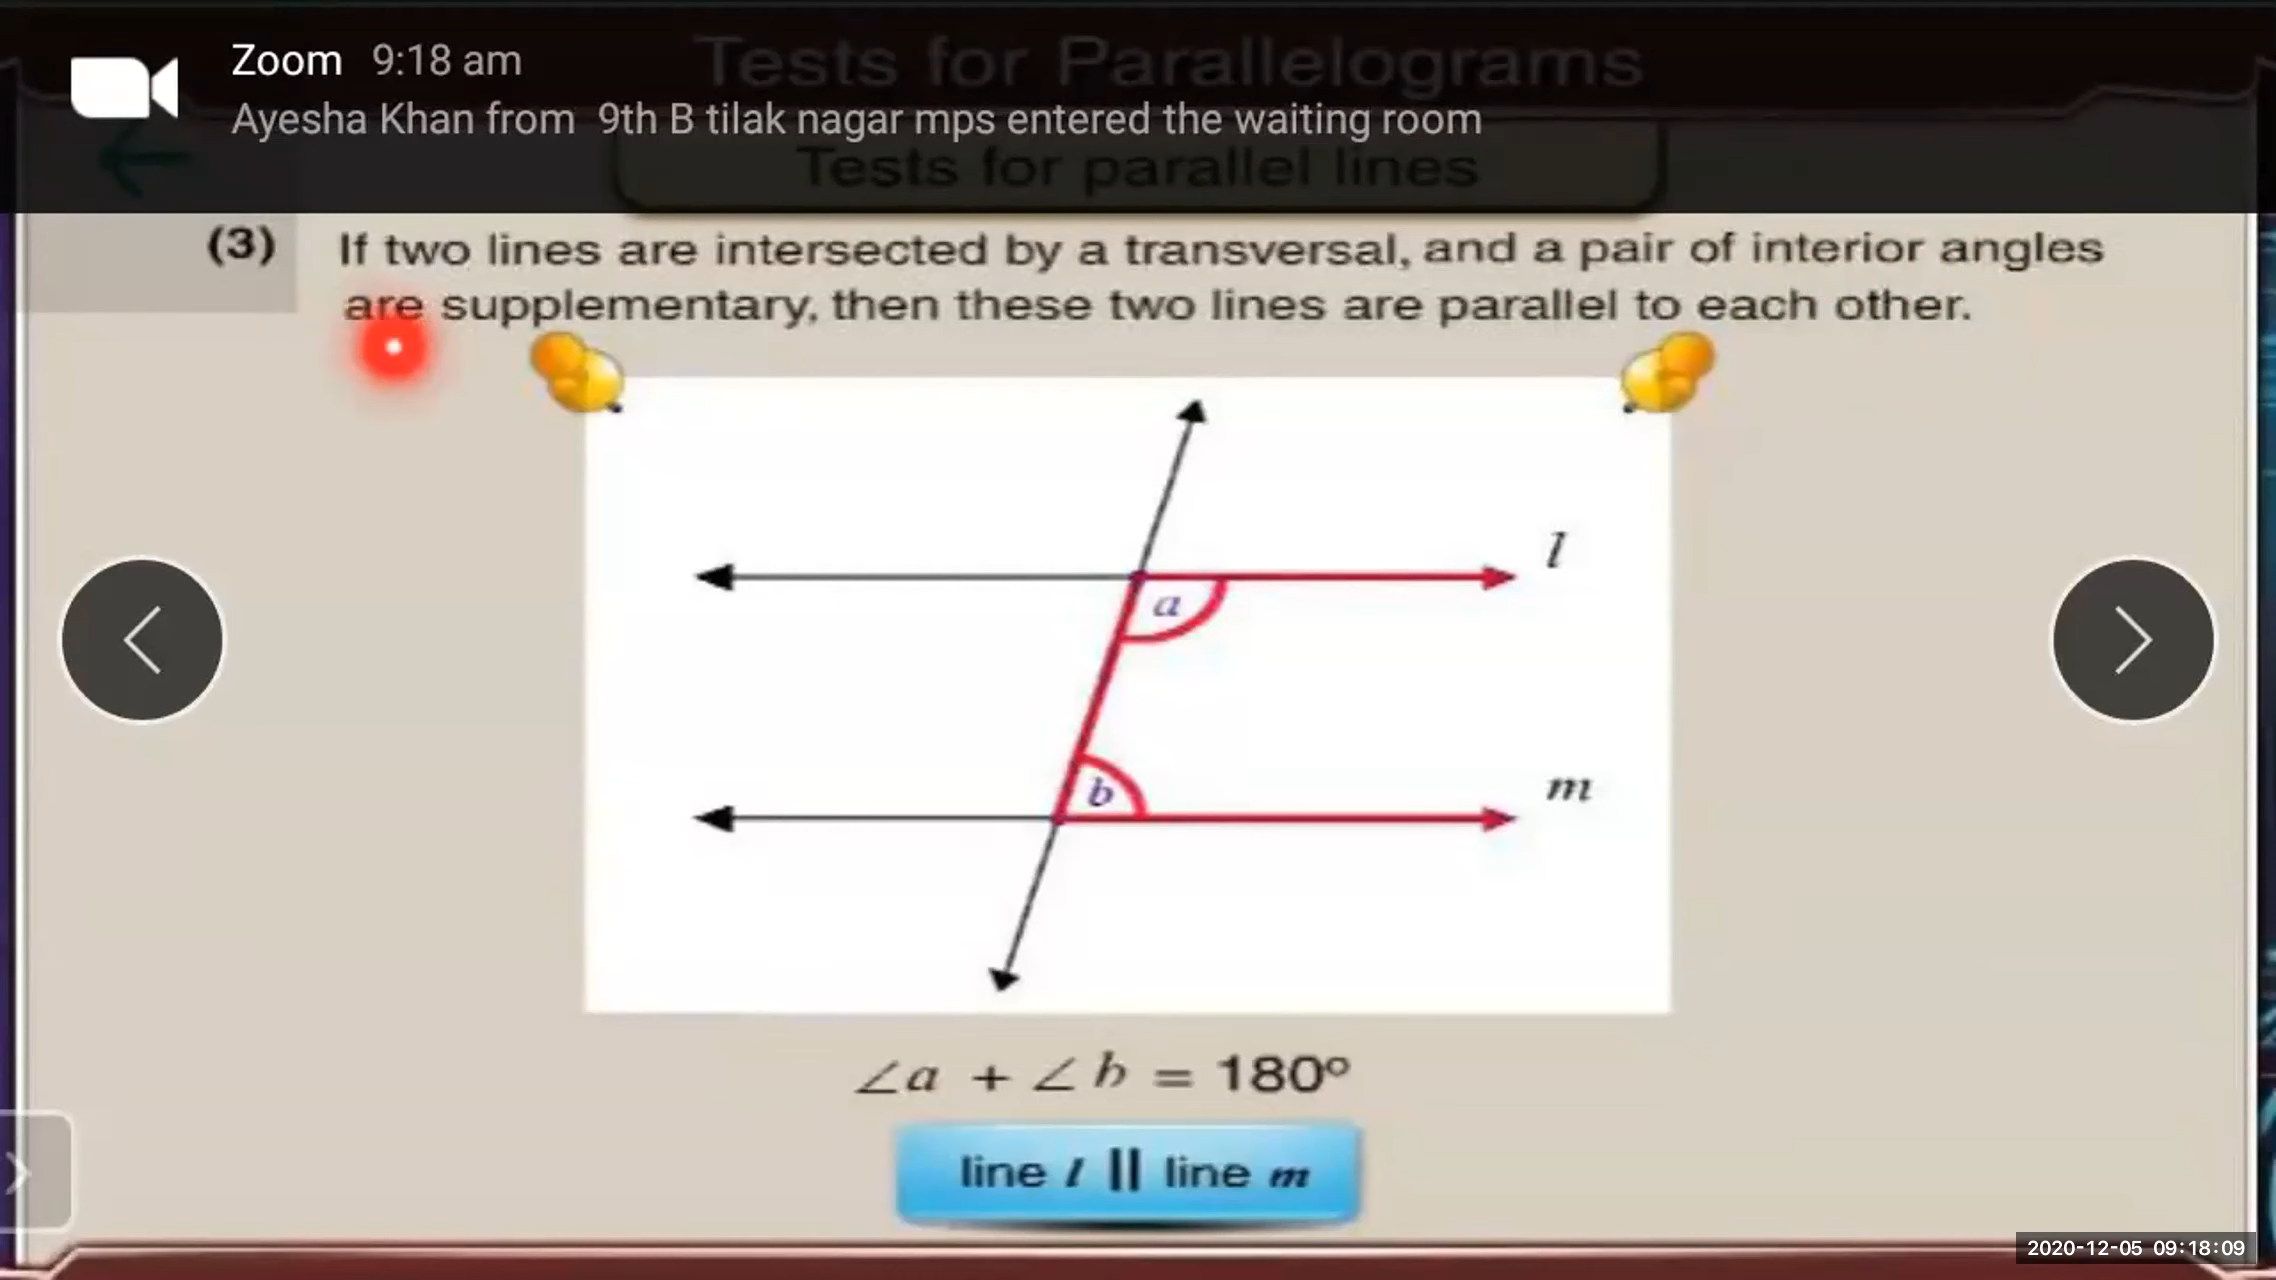 Tests for Parallelograms
Zoom 9:18 am
Ayesha Khan from 9th B tilak nagar mps entered the waiting room
Tests for parallel lines
(3) If two lines are intersected by a transversal, and a pair of interior angles
are supplementary, then these two lines are parallel to each other.
l
a
m
b
∠a + ∠b = 180°
line l || line m
2020-12-05 09:18:09